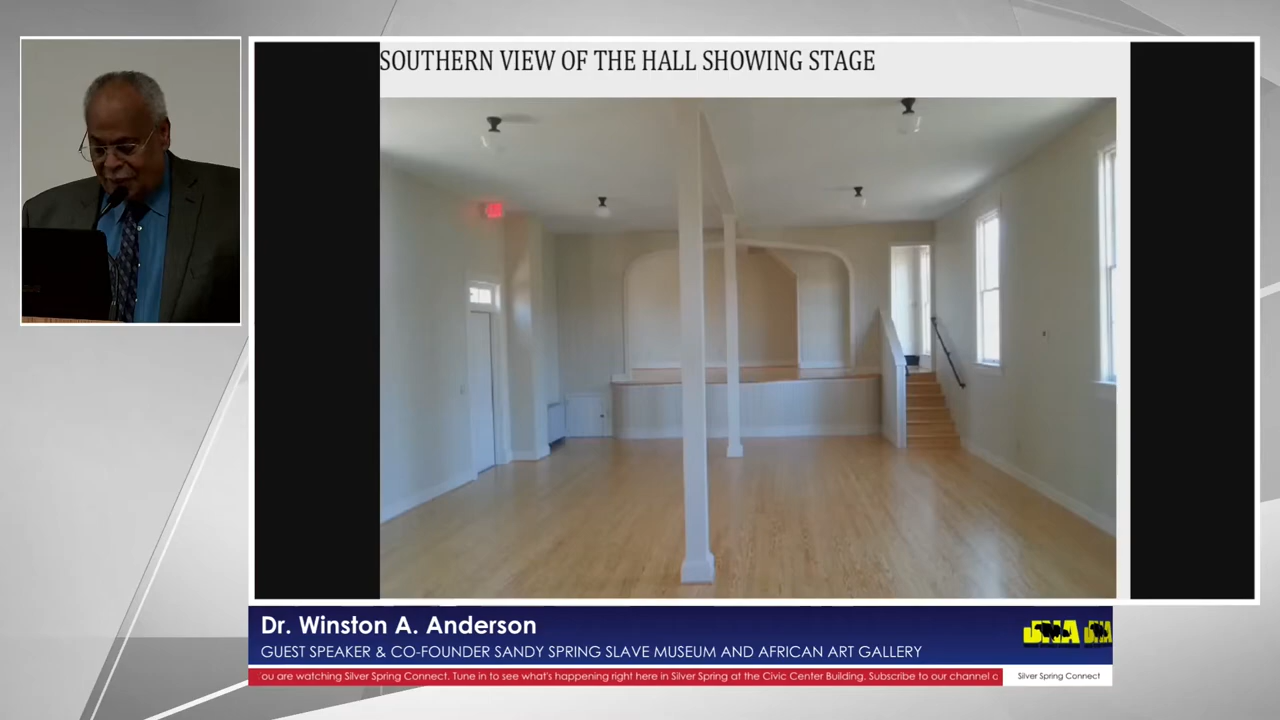 SOUTHERN VIEW OF THE HALL SHOWING STAGE
Dr. Winston A. Anderson
GUEST SPEAKER & CO-FOUNDER SANDY SPRING SLAVE MUSEUM AND AFRICAN ART GALLERY
ou are watching Silver Spring Connect. Tune in to see what's happening right here in Silver Spring at the Civic Center Building. Subscribe to our channel
Silver Spring Connect